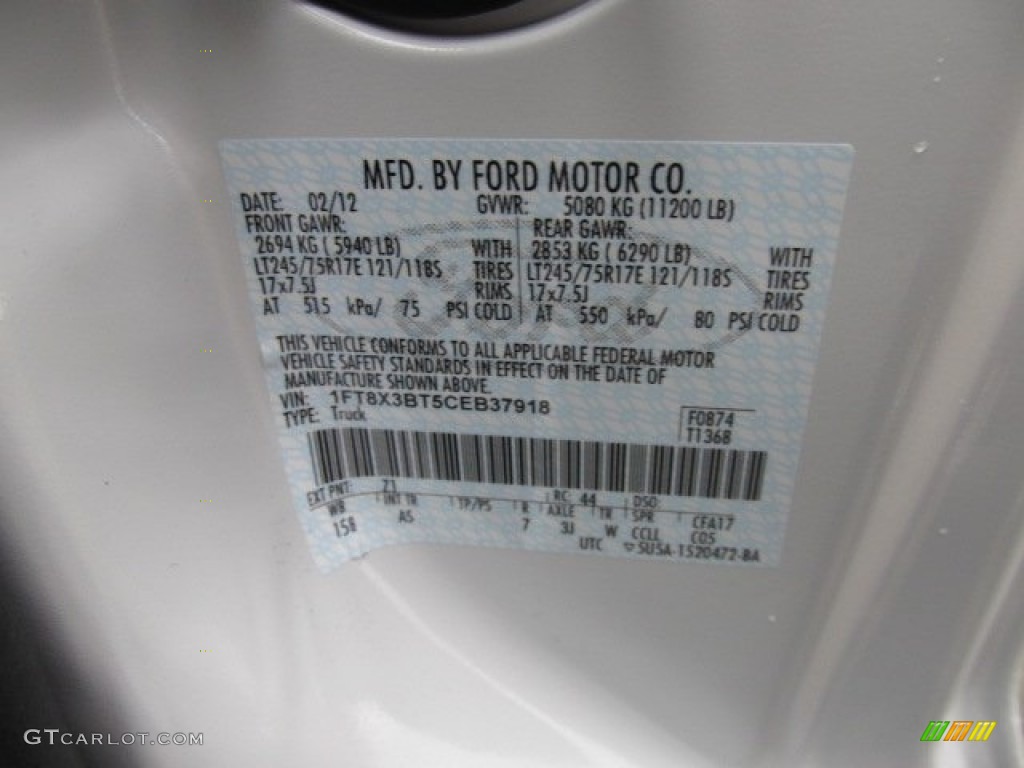 MFD. BY FORD MOTOR CO.
DATE: 02/12 GVWR: 5080 KG (11200 LB)
FRONT GAWR: REAR GAWR:
2694 KG ( 5940 LB) WITH 2853 KG ( 6290 LB) WITH
LT245/75R17E 121/118S TIRES LT245/75R17E 121/118S TIRES
17x7.5J RIMS 17x7.5J RIMS
AT 515 kPa/ 75 PSI COLD AT 550 kPa/ 80 PSI COLD
THIS VEHICLE CONFORMS TO ALL APPLICABLE FEDERAL MOTOR
VEHICLE SAFETY STANDARDS IN EFFECT ON THE DATE OF
MANUFACTURE SHOWN ABOVE.
VIN: 1FT8X3BT5CEB37918
TYPE: Truck
F0874
T1368
EXT PNT: Z1 RC: 44 DSO:
WB INT TR TP/PS R AXLE TR SPR CFA17
158 AS 7 3J W CCLL C05
UTC ▽5U5A-1520472-BA
GTCARLOT.COM